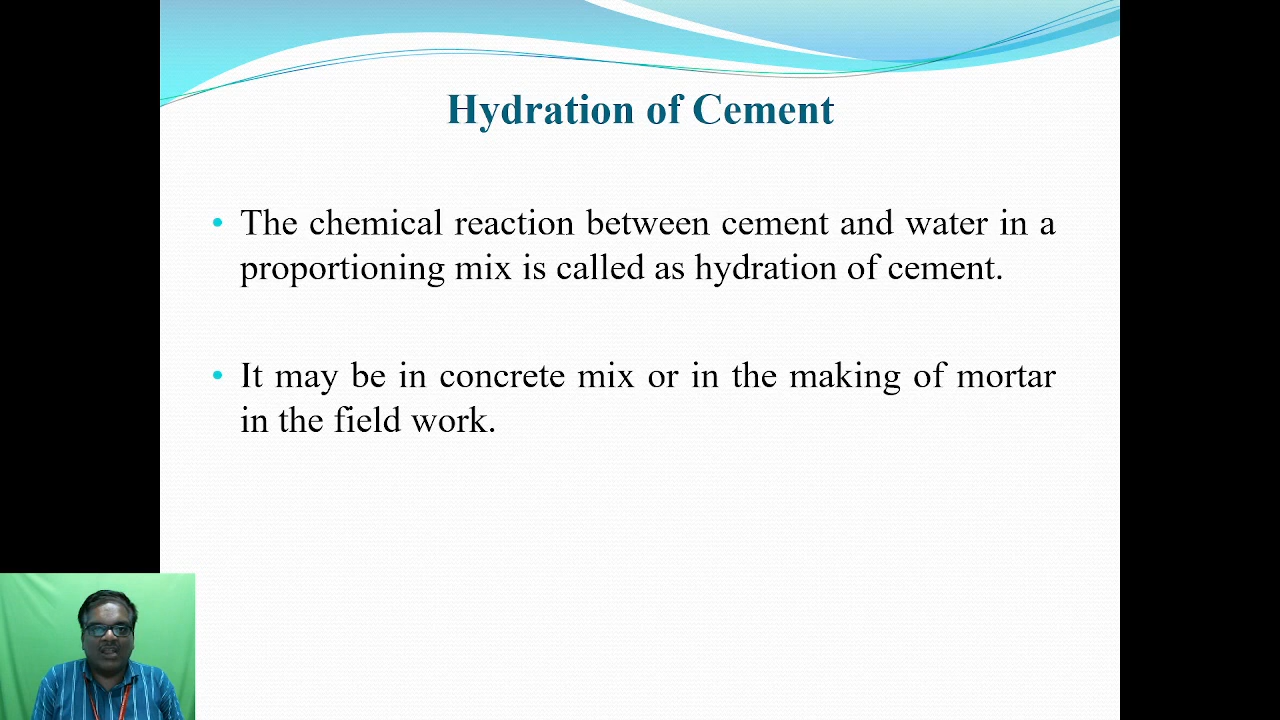 Hydration of Cement
• The chemical reaction between cement and water in a
proportioning mix is called as hydration of cement.
• It may be in concrete mix or in the making of mortar
in the field work.